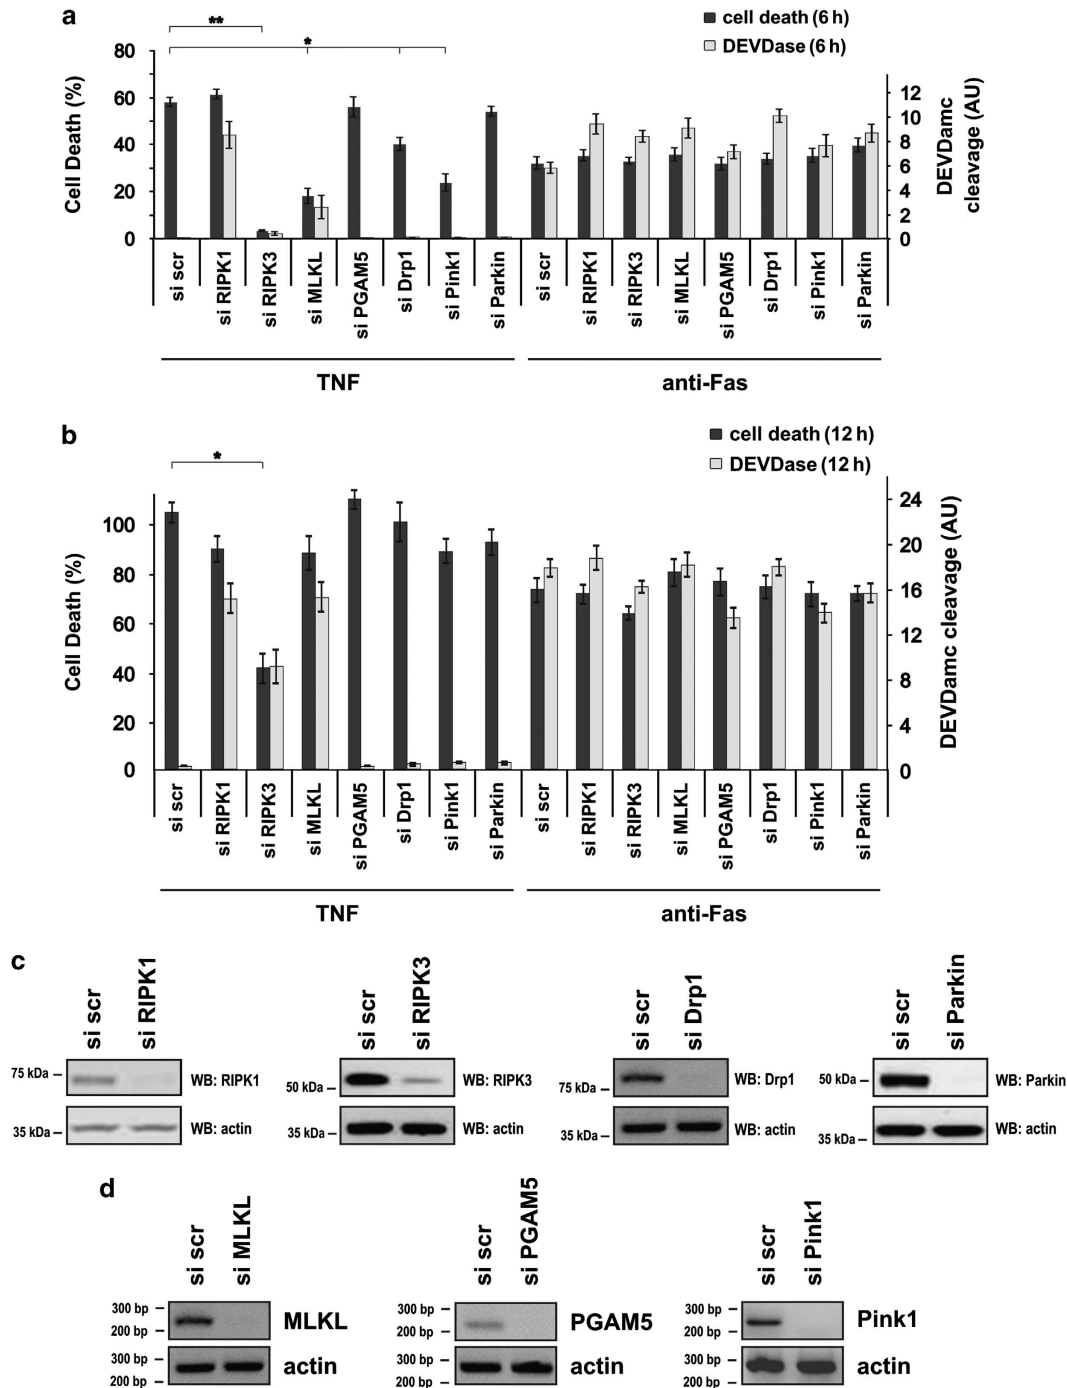 a
cell death (6 h)
DEVDase (6 h)
**
*
Cell Death (%)
80
60
40
20
0
DEVDamc
cleavage (AU)
12
10
8
6
4
2
0
si scr
si RIPK1
si RIPK3
si MLKL
si PGAM5
si Drp1
si Pink1
si Parkin
si scr
si RIPK1
si RIPK3
si MLKL
si PGAM5
si Drp1
si Pink1
si Parkin
TNF
anti-Fas
b
cell death (12 h)
DEVDase (12 h)
*
Cell Death (%)
100
80
60
40
20
0
DEVDamc cleavage (AU)
24
20
16
12
8
4
0
si scr
si RIPK1
si RIPK3
si MLKL
si PGAM5
si Drp1
si Pink1
si Parkin
si scr
si RIPK1
si RIPK3
si MLKL
si PGAM5
si Drp1
si Pink1
si Parkin
TNF
anti-Fas
c
si scr
si RIPK1
75 kDa
WB: RIPK1
35 kDa
WB: actin
si scr
si RIPK3
50 kDa
WB: RIPK3
35 kDa
WB: actin
si scr
si Drp1
75 kDa
WB: Drp1
35 kDa
WB: actin
si scr
si Parkin
50 kDa
WB: Parkin
35 kDa
WB: actin
d
si scr
si MLKL
300 bp
200 bp
MLKL
300 bp
200 bp
actin
si scr
si PGAM5
300 bp
200 bp
PGAM5
300 bp
200 bp
actin
si scr
si Pink1
300 bp
200 bp
Pink1
300 bp
200 bp
actin